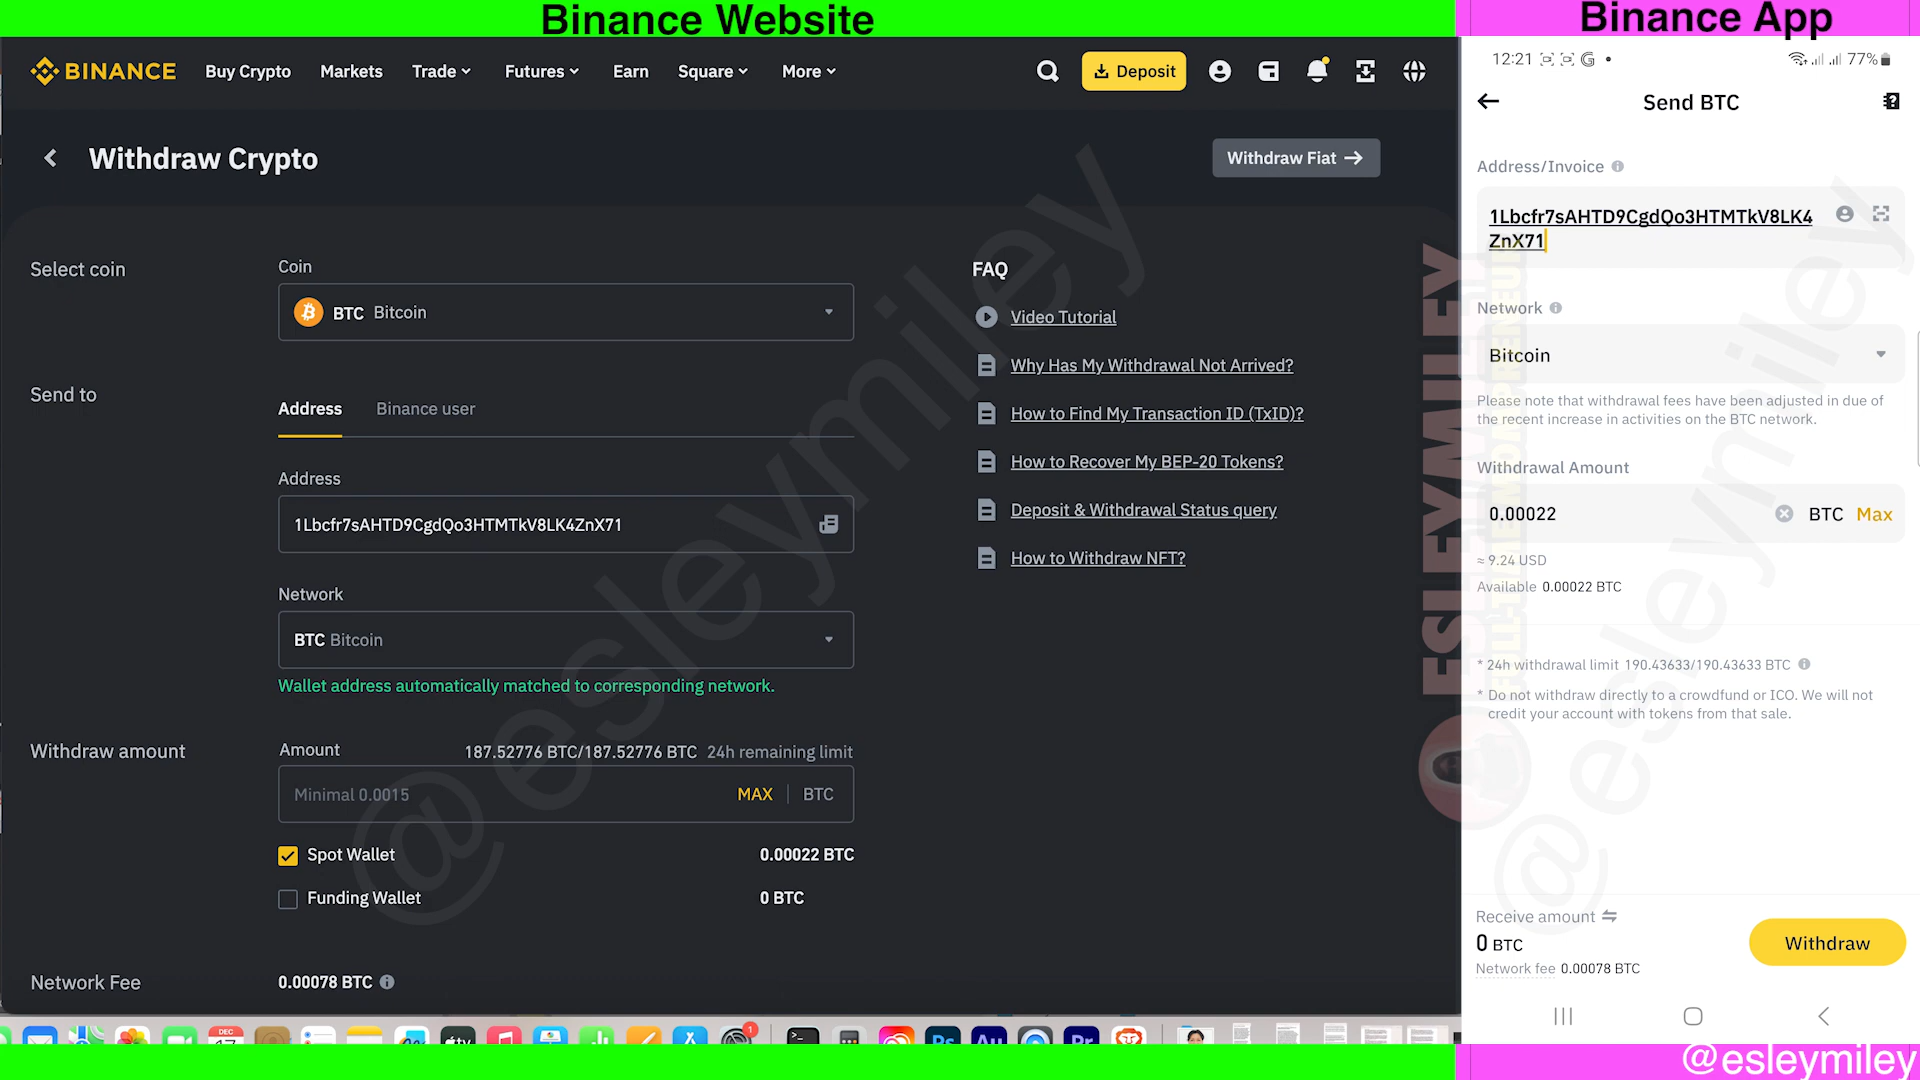 Binance Website
Binance App
BINANCE
Buy Crypto
Markets
Trade
Futures
Earn
Square
More
Deposit
Withdraw Crypto
Withdraw Fiat
Select coin
Coin
BTC Bitcoin
Send to
Address
Binance user
Address
1Lbcfr7sAHTD9CgdQo3HTMTkV8LK4ZnX71
Network
BTC Bitcoin
Wallet address automatically matched to corresponding network.
Withdraw amount
Amount
187.52776 BTC/187.52776 BTC 24h remaining limit
Minimal 0.0015
MAX
BTC
Spot Wallet
0.00022 BTC
Funding Wallet
0 BTC
Network Fee
0.00078 BTC
FAQ
Video Tutorial
Why Has My Withdrawal Not Arrived?
How to Find My Transaction ID (TxID)?
How to Recover My BEP-20 Tokens?
Deposit & Withdrawal Status query
How to Withdraw NFT?
@esleymiley
ESLEYMILEY
12:21
77%
Send BTC
Address/Invoice
1Lbcfr7sAHTD9CgdQo3HTMTkV8LK4
ZnX71
Network
Bitcoin
Please note that withdrawal fees have been adjusted in due of
the recent increase in activities on the BTC network.
Withdrawal Amount
0.00022
BTC Max
≈ 9.24 USD
Available 0.00022 BTC
* 24h withdrawal limit 190.43633/190.43633 BTC
* Do not withdraw directly to a crowdfund or ICO. We will not
credit your account with tokens from that sale.
Receive amount
0 BTC
Network fee 0.00078 BTC
Withdraw
@esleymiley
DEC
1
tv
Ps
Au
Pr
@esleymiley